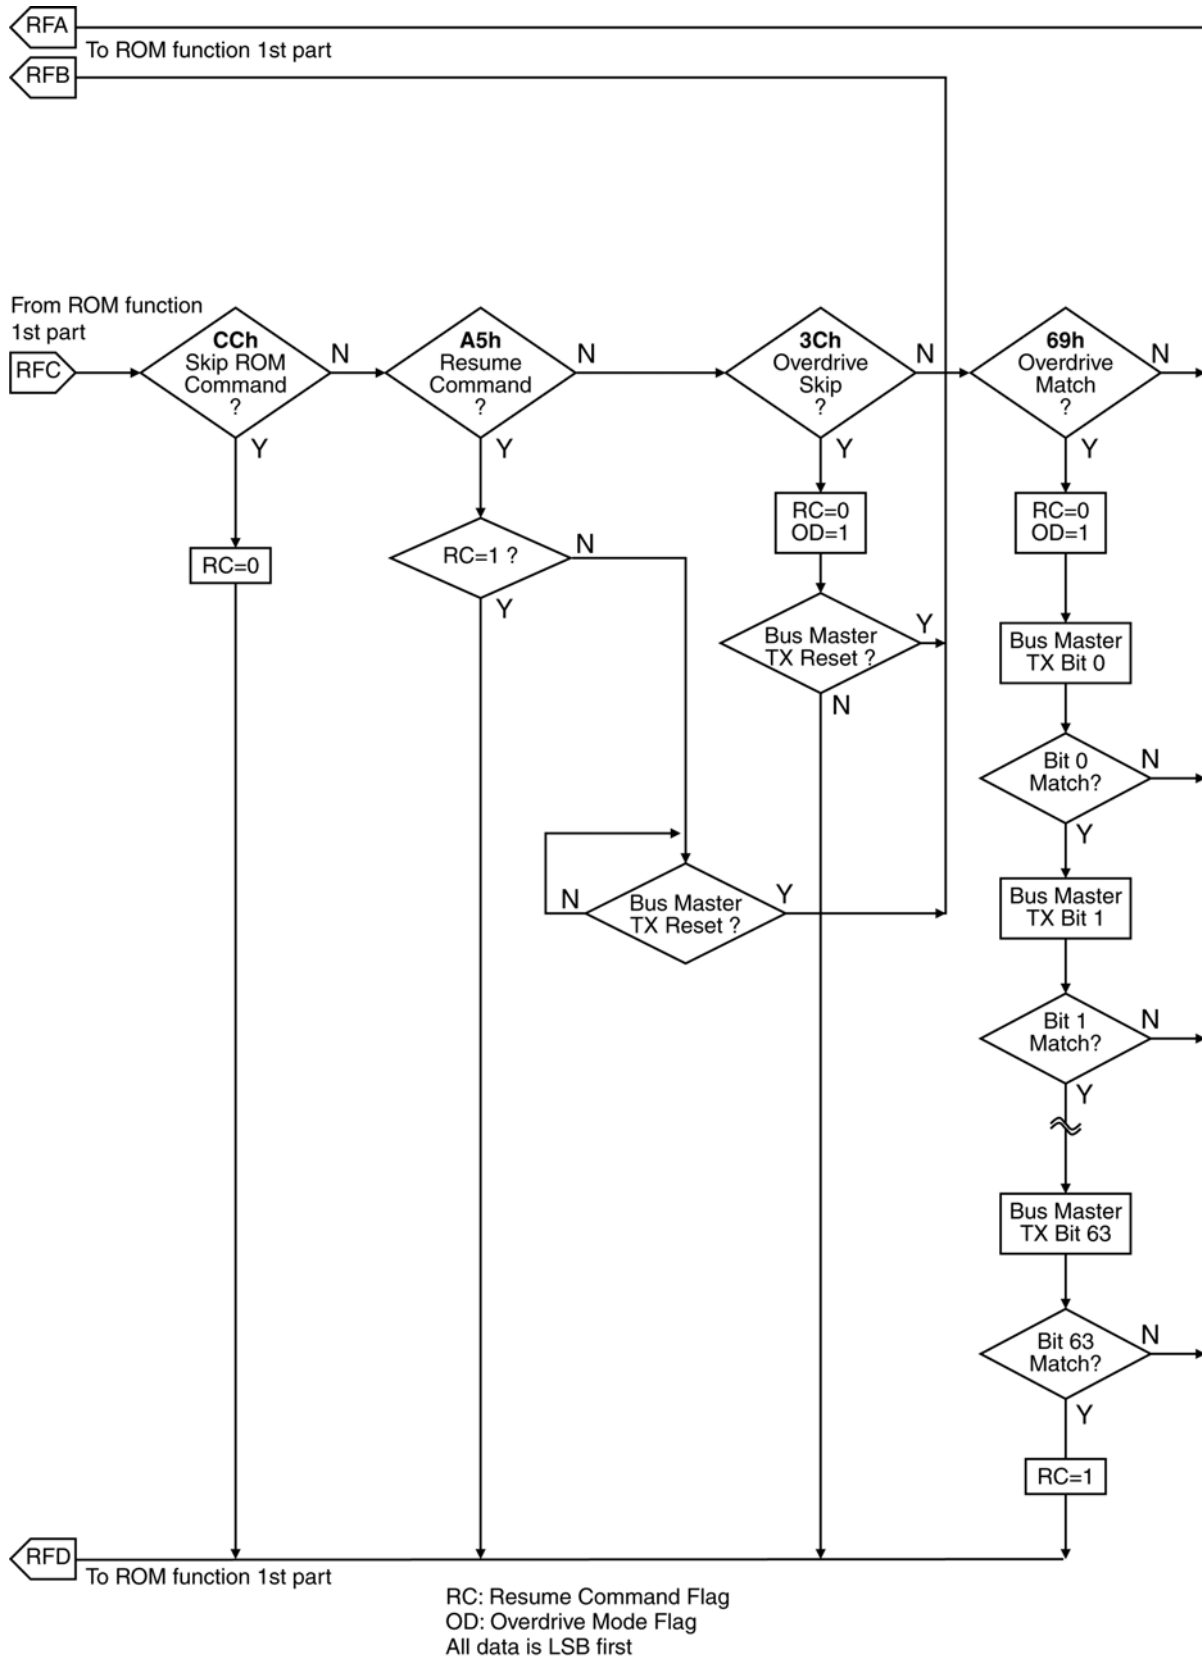 RFA
To ROM function 1st part
RFB
From ROM function
1st part
RFC
CCh
Skip ROM
Command
?
N
Y
A5h
Resume
Command
?
N
Y
3Ch
Overdrive
Skip
?
N
Y
69h
Overdrive
Match
?
N
Y
RC=0
RC=1 ?
N
Y
RC=0
OD=1
Bus Master
TX Reset ?
Y
N
Bus Master
TX Reset ?
N
Y
RC=0
OD=1
Bus Master
TX Bit 0
Bit 0
Match?
N
Y
Bus Master
TX Bit 1
Bit 1
Match?
N
Y
Bus Master
TX Bit 63
Bit 63
Match?
N
Y
RC=1
RFD
To ROM function 1st part
RC: Resume Command Flag
OD: Overdrive Mode Flag
All data is LSB first